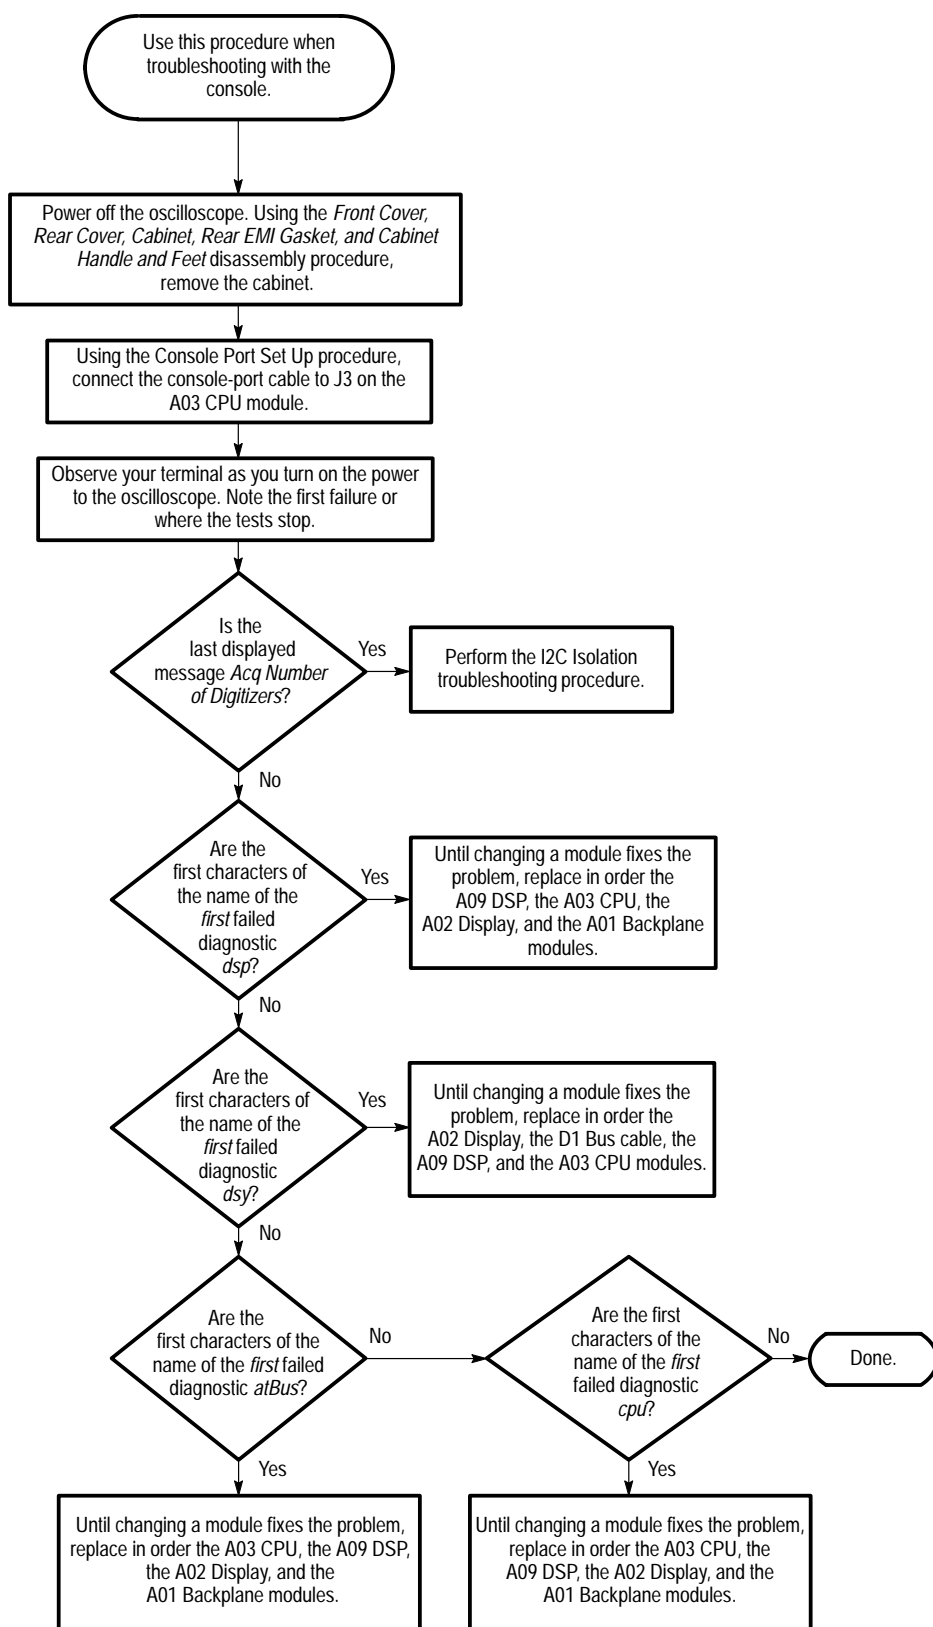 Use this procedure when
troubleshooting with the
console.
Power off the oscilloscope. Using the Front Cover,
Rear Cover, Cabinet, Rear EMI Gasket, and Cabinet
Handle and Feet disassembly procedure,
remove the cabinet.
Using the Console Port Set Up procedure,
connect the console-port cable to J3 on the
A03 CPU module.
Observe your terminal as you turn on the power
to the oscilloscope. Note the first failure or
where the tests stop.
Is the
last displayed
message Acq Number
of Digitizers?
Yes
Perform the I2C Isolation
troubleshooting procedure.
No
Are the
first characters of
the name of the
first failed
diagnostic
dsp?
Yes
Until changing a module fixes the
problem, replace in order the
A09 DSP, the A03 CPU, the
A02 Display, and the A01 Backplane
modules.
No
Are the
first characters of
the name of the
first failed
diagnostic
dsy?
Yes
Until changing a module fixes the
problem, replace in order the
A02 Display, the D1 Bus cable, the
A09 DSP, and the A03 CPU modules.
No
Are the
first characters of the
name of the first failed
diagnostic atBus?
No
Are the first
characters of the
name of the first
failed diagnostic
cpu?
No
Done.
Yes
Until changing a module fixes the problem,
replace in order the A03 CPU, the A09 DSP,
the A02 Display, and the
A01 Backplane modules.
Yes
Until changing a module fixes the problem,
replace in order the A03 CPU, the
A09 DSP, the A02 Display, and the
A01 Backplane modules.